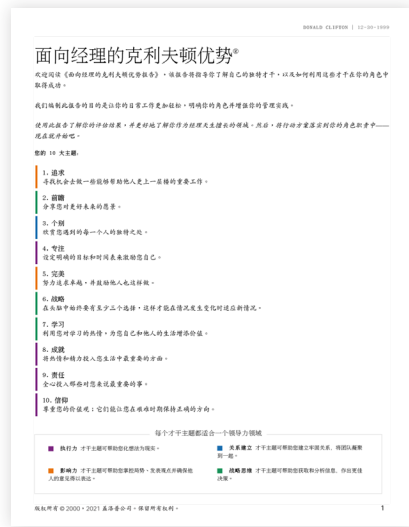 DONALD CLIFTON | 12-20-1009
面向经理的克利夫顿优势®
欢迎阅读《面向经理的克利夫顿优势报告》，该报告将指导你了解自己的独特才干，以及如何利用这些才干在你的角色中
取得成功。
我们编制此报告的目的是让你的日常工作更加轻松，明确你的角色并增强你的管理实践。
使用此报告了解你的评估结果，并更好地了解你作为经理天生擅长的领域。然后，将行动方案落实到你的角色职责中——
现在就开始吧。
您的 10 大主题：
1. 追求
寻找机会去做一些能够帮助他人更上一层楼的重要工作。
2. 前瞻
分享您对更好未来的愿景。
3. 个别
欣赏您遇到的每一个人的独特之处。
4. 专注
设定明确的目标和时间表来激励您自己。
5. 完美
努力追求卓越，并鼓励他人也这样做。
6. 战略
在头脑中始终要有至少三个选择，这样才能在情况发生变化时适应新情况。
7. 学习
利用您对学习的热情，为您自己和他人的生活增添价值。
8. 成就
将热情和精力投入您生活中最重要的方面。
9. 责任
全心投入那些对您来说最重要的事。
10. 信仰
尊重您的价值观；它们能让您在艰难时期保持正确的方向。
每个才干主题都适合一个领导力领域
执行力 才干主题可帮助您化想法为现实。
关系建立 才干主题可帮助您建立牢固关系，将团队凝聚
到一起。
影响力 才干主题可帮助您掌控局势、发表观点并确保他
人的意见得以表达。
战略思维 才干主题可帮助您获取和分析信息，作出更佳
决策。
版权所有 © 2000，2021 盖洛普公司。保留所有权利。
1